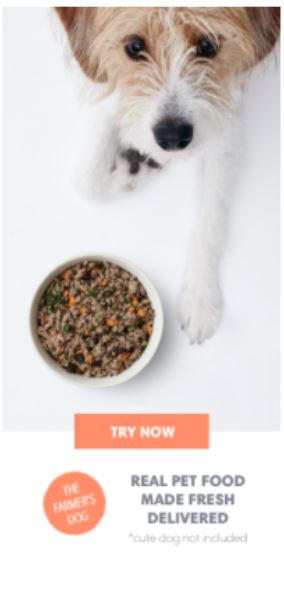 TRY NOW
THE
FARMER'S
DOG
REAL PET FOOD
MADE FRESH
DELIVERED
*cute dog not included